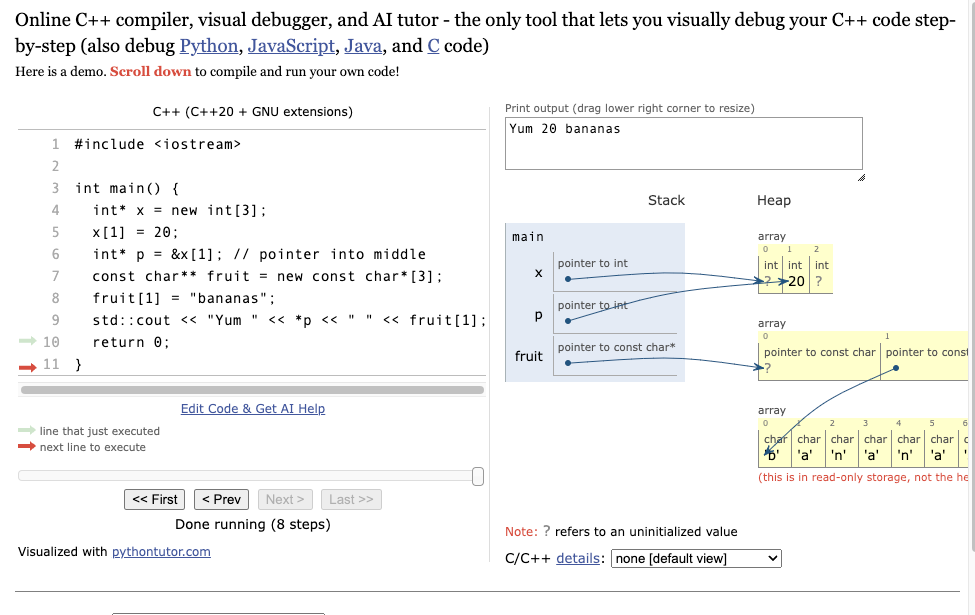 Online C++ compiler, visual debugger, and AI tutor - the only tool that lets you visually debug your C++ code step-
by-step (also debug Python, JavaScript, Java, and C code)
Here is a demo. Scroll down to compile and run your own code!
C++ (C++20 + GNU extensions)
1 #include <iostream>
2
3 int main() {
4 int* x = new int[3];
5 x[1] = 20;
6 int* p = &x[1]; // pointer into middle
7 const char** fruit = new const char*[3];
8 fruit[1] = "bananas";
9 std::cout << "Yum " << *p << " " << fruit[1];
10 return 0;
11 }
Edit Code & Get AI Help
line that just executed
next line to execute
<< First < Prev Next > Last >>
Done running (8 steps)
Visualized with pythontutor.com
Print output (drag lower right corner to resize)
Yum 20 bananas
Stack Heap
main
x pointer to int
p pointer to int
fruit pointer to const char*
array
0 1 2
int int int
? 20 ?
array
0 1
pointer to const char pointer to const
?
array
0 1 2 3 4 5 6
char char char char char char c
'b' 'a' 'n' 'a' 'n' 'a' '
(this is in read-only storage, not the he
Note: ? refers to an uninitialized value
C/C++ details: none [default view]